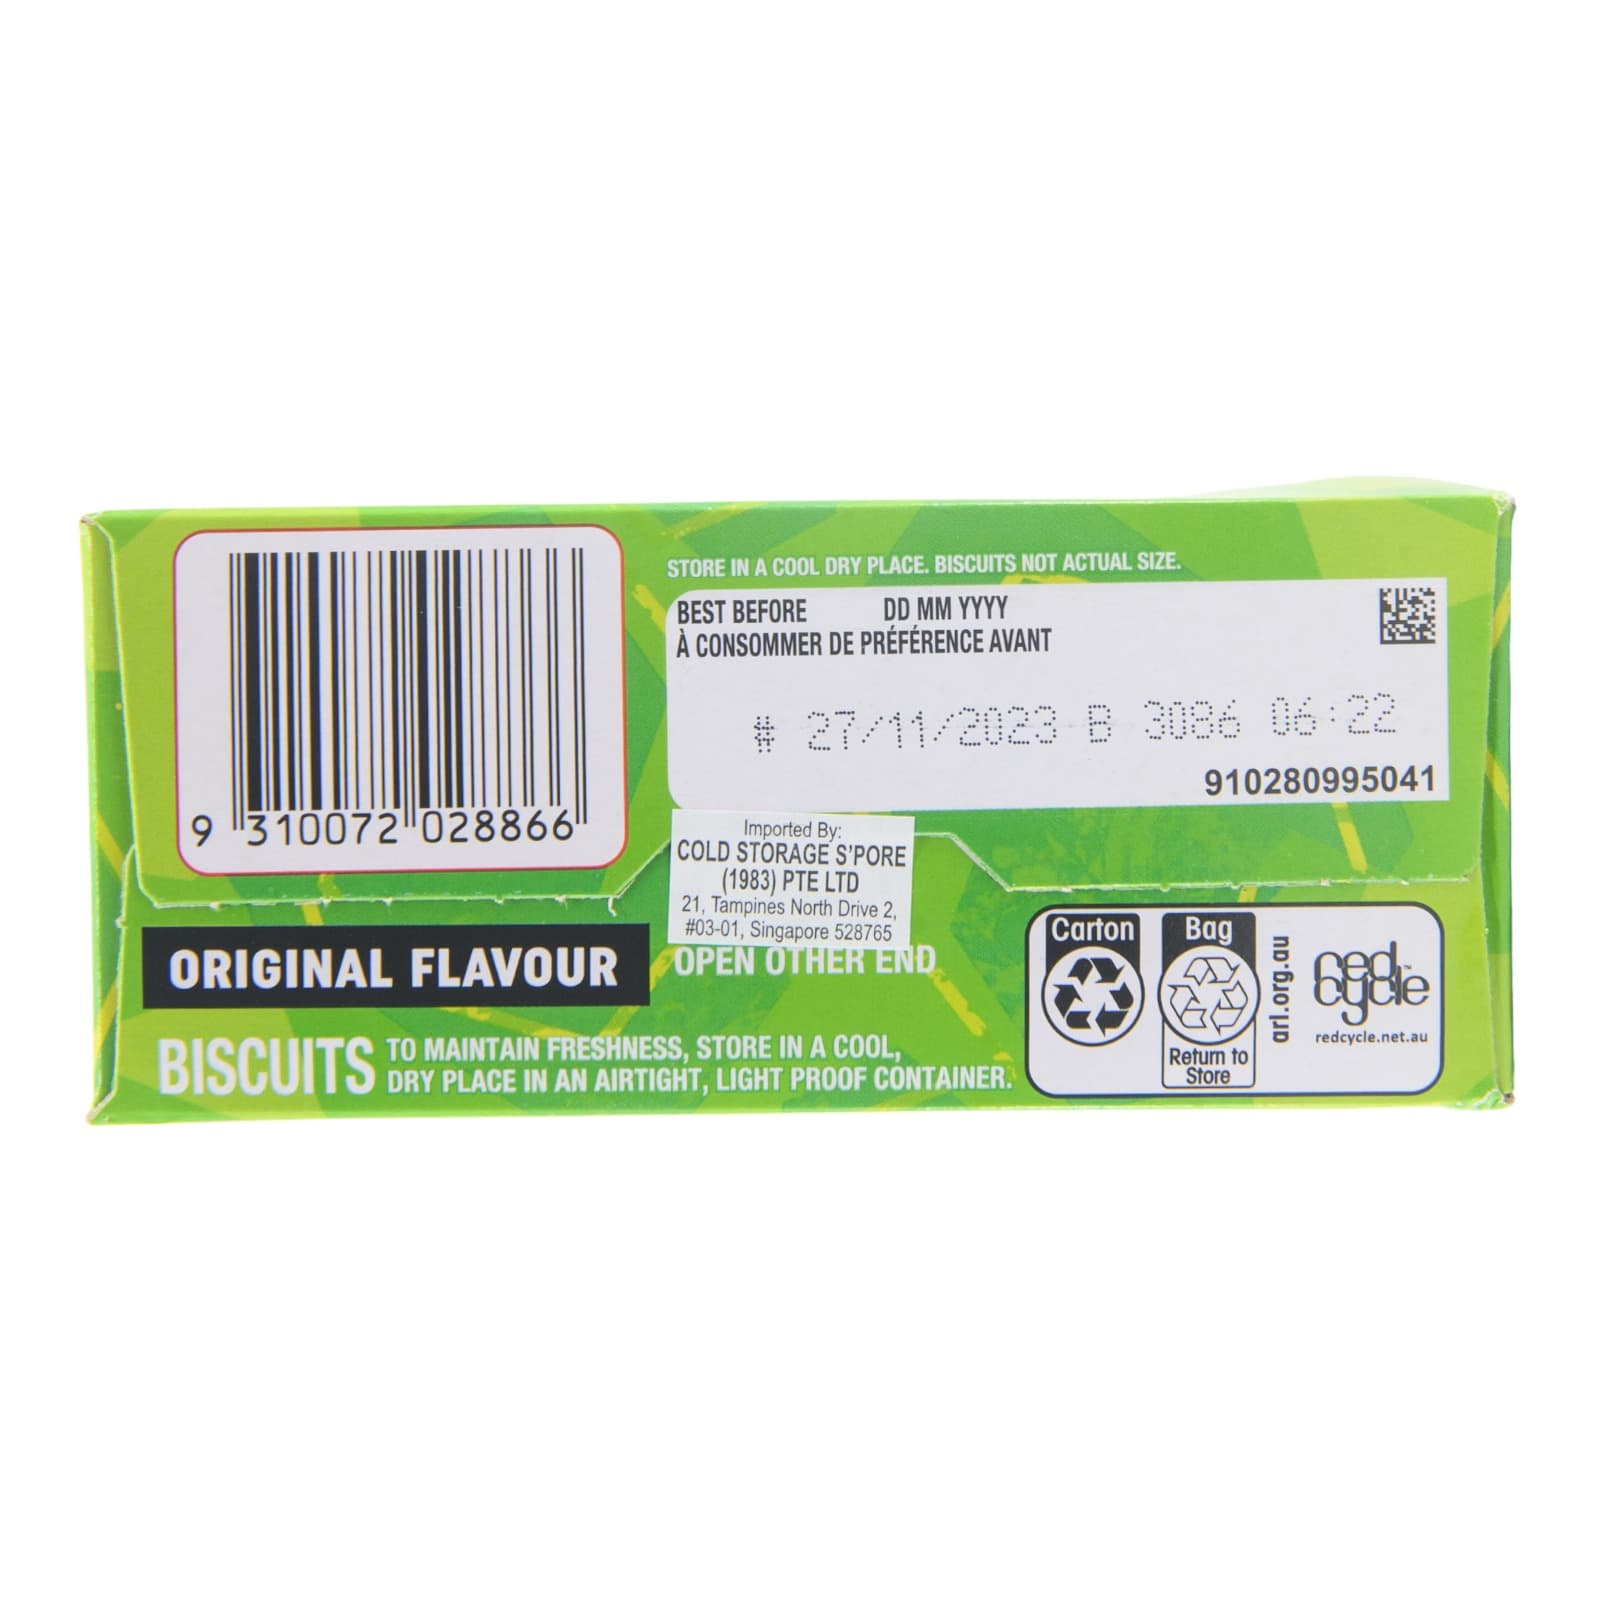 STORE IN A COOL DRY PLACE. BISCUITS NOT ACTUAL SIZE.
BEST BEFORE DD MM YYYY
À CONSOMMER DE PRÉFÉRENCE AVANT
# 27/11/2023 B 3086 06:22
910280995041
9 310072 028866
Imported By:
COLD STORAGE S'PORE
(1983) PTE LTD
21, Tampines North Drive 2,
#03-01, Singapore 528765
ORIGINAL FLAVOUR
OPEN OTHER END
BISCUITS
TO MAINTAIN FRESHNESS, STORE IN A COOL,
DRY PLACE IN AN AIRTIGHT, LIGHT PROOF CONTAINER.
Carton
Bag
Return to
Store
arl.org.au
red
cycle™
redcycle.net.au